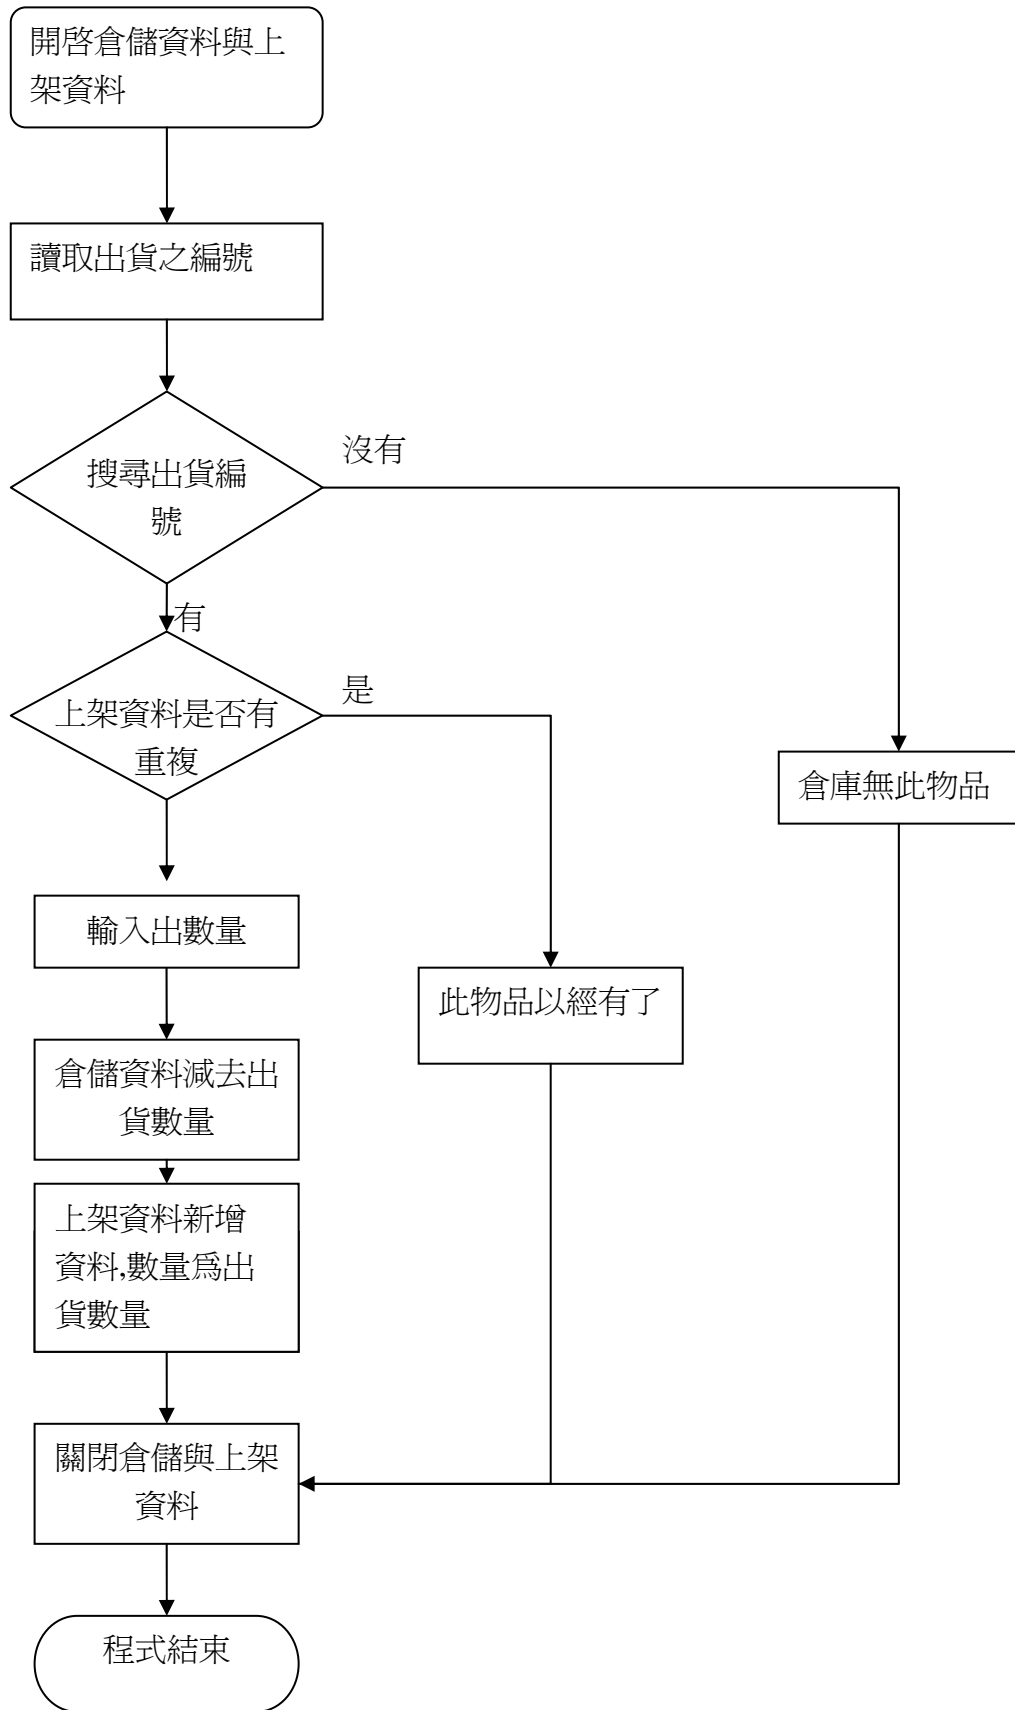 開啓倉儲資料與上
架資料
讀取出貨之編號
搜尋出貨編
號
沒有
有
上架資料是否有
重複
是
倉庫無此物品
輸入出數量
此物品以經有了
倉儲資料減去出
貨數量
上架資料新增
資料,數量爲出
貨數量
關閉倉儲與上架
資料
程式結束